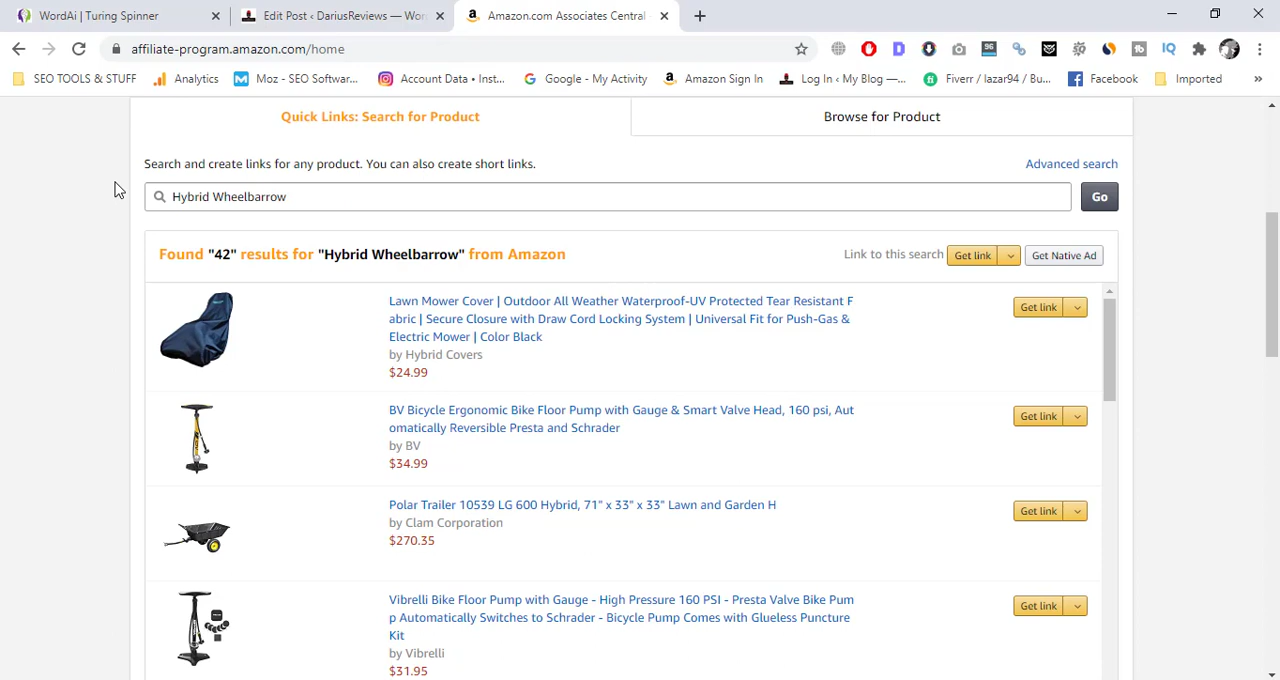 WordAi | Turing Spinner
Edit Post ‹ DariusReviews — Wor
Amazon.com Associates Central
affiliate-program.amazon.com/home
96
IQ
SEO TOOLS & STUFF
Analytics
Moz - SEO Software...
Account Data • Inst...
Google - My Activity
Amazon Sign In
Log In ‹ My Blog —...
Fiverr / lazar94 / Bu...
Facebook
Imported
Quick Links: Search for Product
Browse for Product
Search and create links for any product. You can also create short links.
Advanced search
Hybrid Wheelbarrow
Go
Found "42" results for "Hybrid Wheelbarrow" from Amazon
Link to this search
Get link
Get Native Ad
Lawn Mower Cover | Outdoor All Weather Waterproof-UV Protected Tear Resistant F
abric | Secure Closure with Draw Cord Locking System | Universal Fit for Push-Gas &
Electric Mower | Color Black
by Hybrid Covers
$24.99
Get link
BV Bicycle Ergonomic Bike Floor Pump with Gauge & Smart Valve Head, 160 psi, Aut
omatically Reversible Presta and Schrader
by BV
$34.99
Get link
Polar Trailer 10539 LG 600 Hybrid, 71" x 33" x 33" Lawn and Garden H
by Clam Corporation
$270.35
Get link
Vibrelli Bike Floor Pump with Gauge - High Pressure 160 PSI - Presta Valve Bike Pum
p Automatically Switches to Schrader - Bicycle Pump Comes with Glueless Puncture
Kit
by Vibrelli
$31.95
Get link